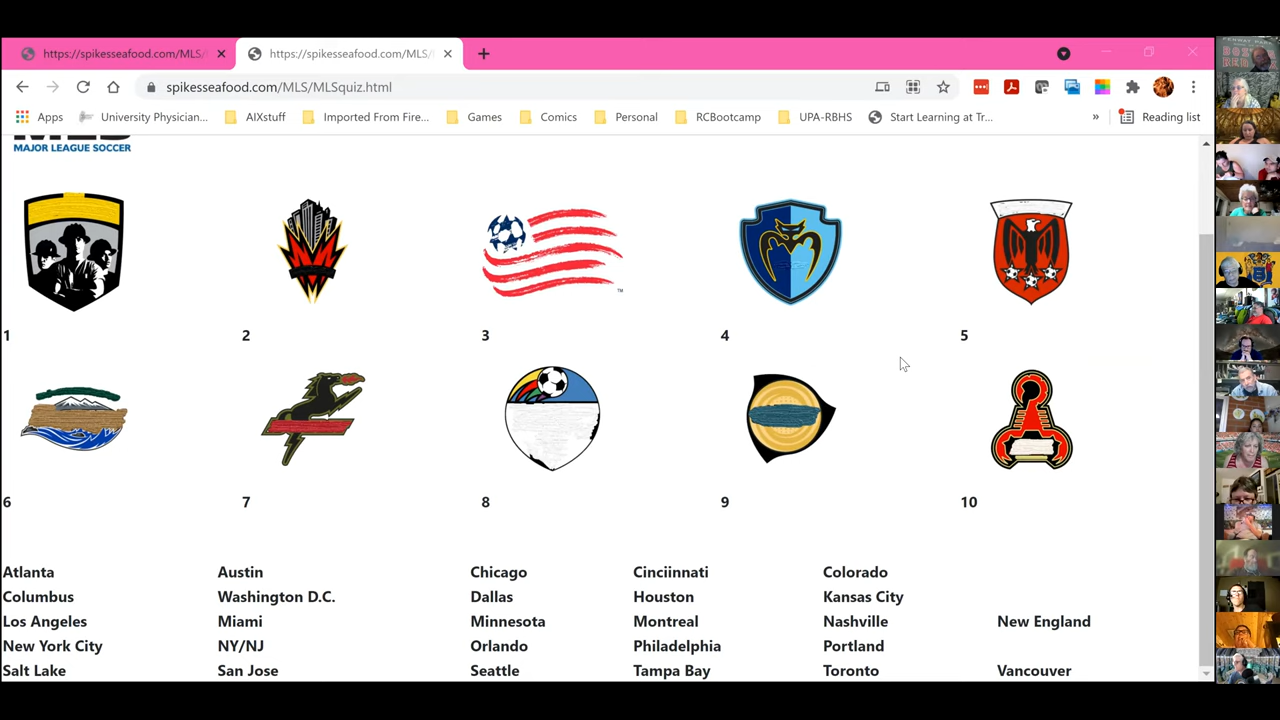 https://spikesseafood.com/MLS/
https://spikesseafood.com/MLS/
spikesseafood.com/MLS/MLSquiz.html
Apps
University Physician...
AIXstuff
Imported From Fire...
Games
Comics
Personal
RCBootcamp
UPA-RBHS
Start Learning at Tr...
»
Reading list
MAJOR LEAGUE SOCCER
TM
1
2
3
4
5
6
7
8
9
10
Atlanta Austin Chicago Cinciinnati Colorado
Columbus Washington D.C. Dallas Houston Kansas City
Los Angeles Miami Minnesota Montreal Nashville New England
New York City NY/NJ Orlando Philadelphia Portland
Salt Lake San Jose Seattle Tampa Bay Toronto Vancouver